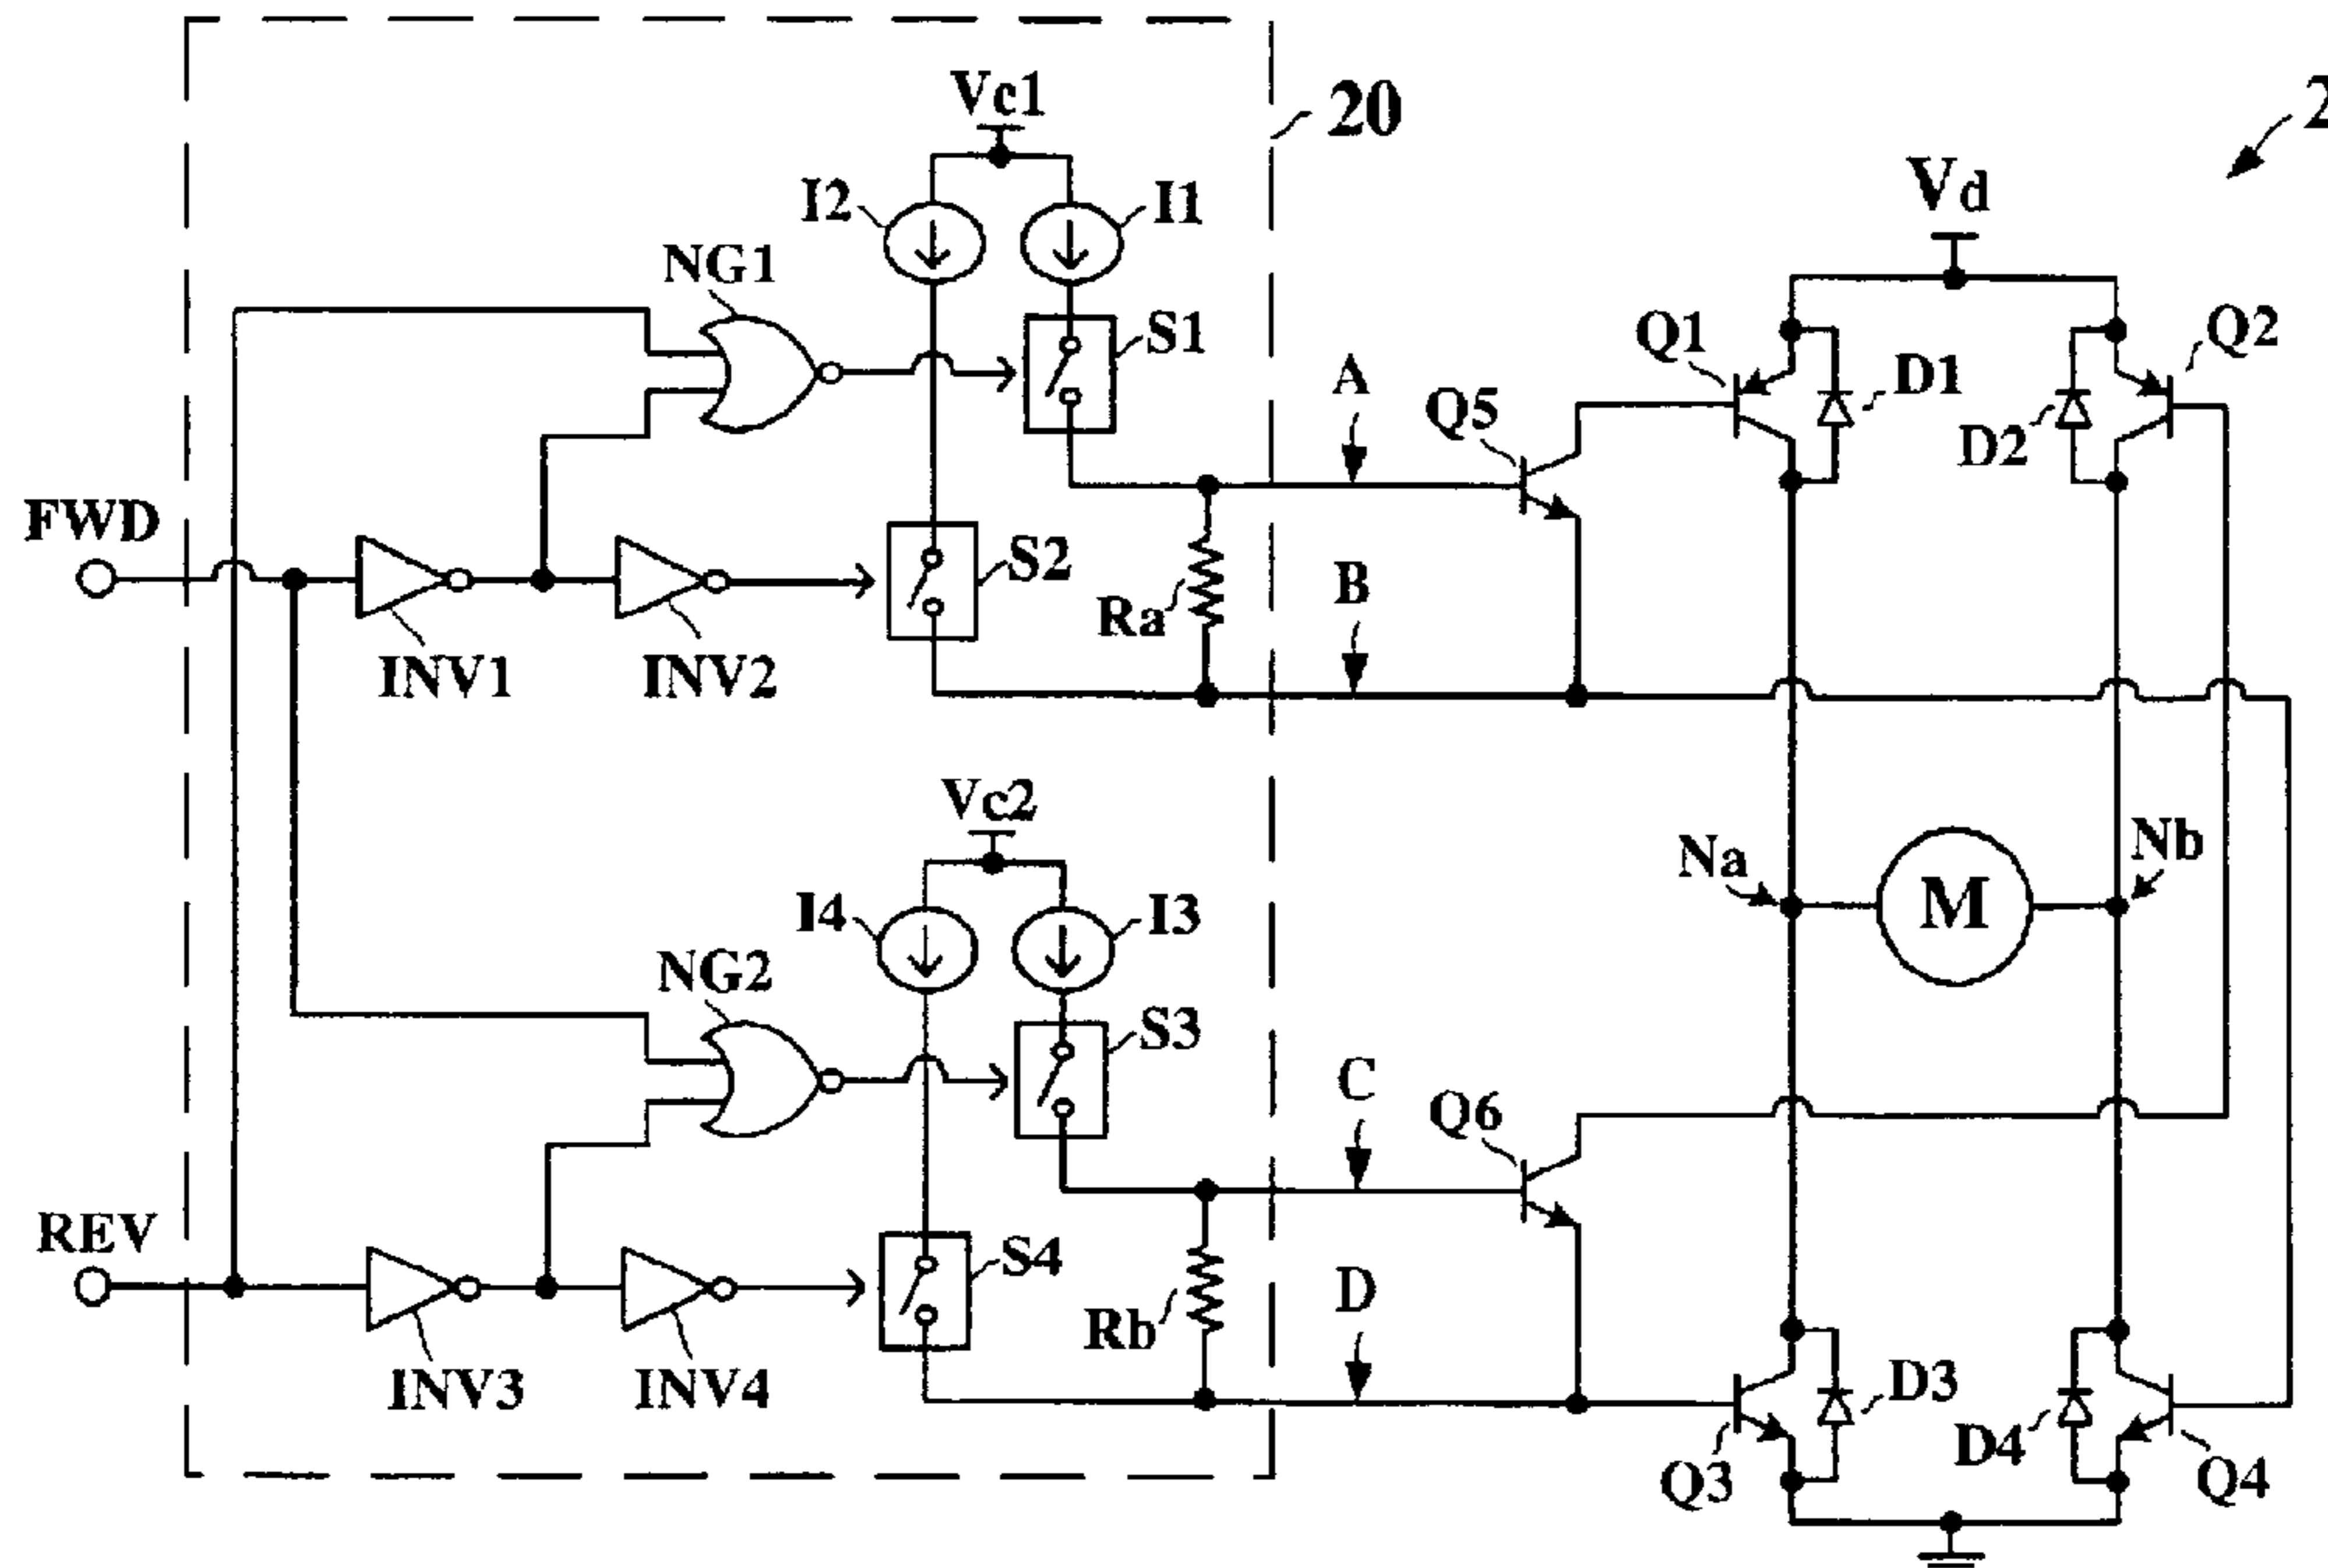 Vc1
20
2
I2
I1
Vd
NG1
S1
Q1
Q2
A
D1
Q5
D2
FWD
S2
B
Ra
INV1
INV2
Vc2
Na
Nb
M
I4
I3
NG2
S3
C
Q6
REV
S4
D
Rb
INV3
INV4
D3
D4
Q3
Q4